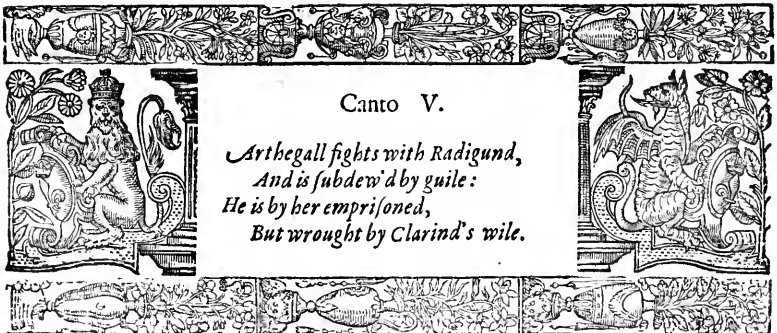 Canto V.
Arthegall fights with Radigund,
And is ſubdew'd by guile:
He is by her empriſoned,
But wrought by Clarind's wile.